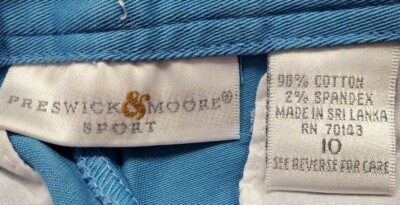 PRESWICK & MOORE®
SPORT
98% COTTON
2% SPANDEX
MADE IN SRI LANKA
RN 70143
10
SEE REVERSE FOR CARE